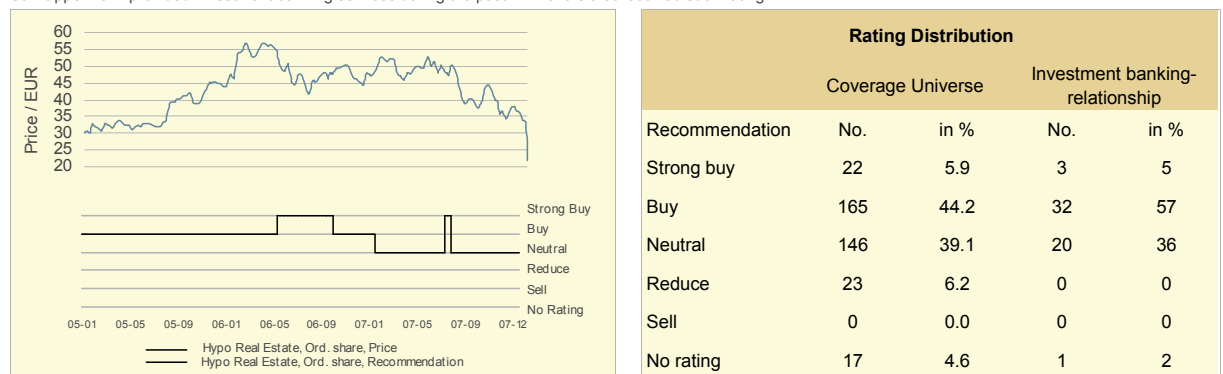 60
55
50
45
40
35
30
25
20
Price / EUR
Strong Buy
Buy
Neutral
Reduce
Sell
No Rating
05-01 05-05 05-09 06-01 06-05 06-09 07-01 07-05 07-09 07-12
Hypo Real Estate, Ord. share, Price
Hypo Real Estate, Ord. share, Recommendation
Rating Distribution
Coverage Universe Investment banking-
relationship
Recommendation No. in % No. in %
Strong buy 22 5.9 3 5
Buy 165 44.2 32 57
Neutral 146 39.1 20 36
Reduce 23 6.2 0 0
Sell 0 0.0 0 0
No rating 17 4.6 1 2